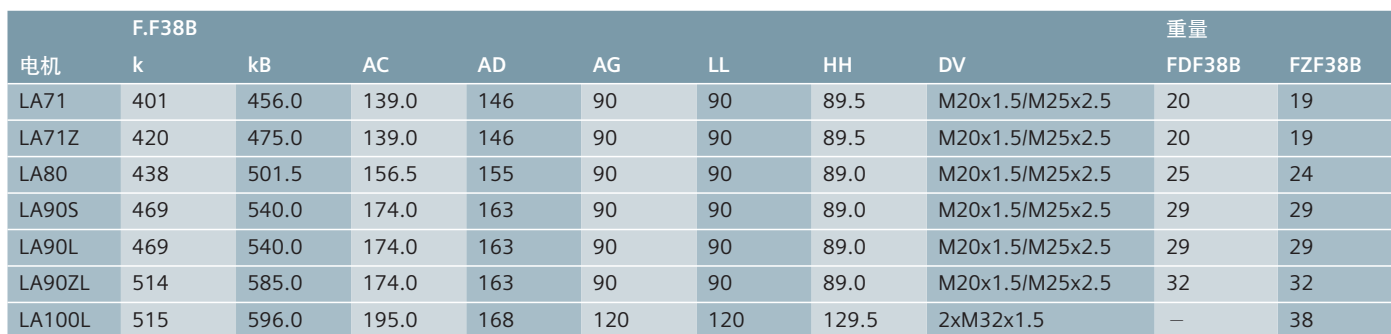 F.F38B 重量
电机 k kB AC AD AG LL HH DV FDF38B FZF38B
LA71 401 456.0 139.0 146 90 90 89.5 M20x1.5/M25x2.5 20 19
LA71Z 420 475.0 139.0 146 90 90 89.5 M20x1.5/M25x2.5 20 19
LA80 438 501.5 156.5 155 90 90 89.0 M20x1.5/M25x2.5 25 24
LA90S 469 540.0 174.0 163 90 90 89.0 M20x1.5/M25x2.5 29 29
LA90L 469 540.0 174.0 163 90 90 89.0 M20x1.5/M25x2.5 29 29
LA90ZL 514 585.0 174.0 163 90 90 89.0 M20x1.5/M25x2.5 32 32
LA100L 515 596.0 195.0 168 120 120 129.5 2xM32x1.5 – 38